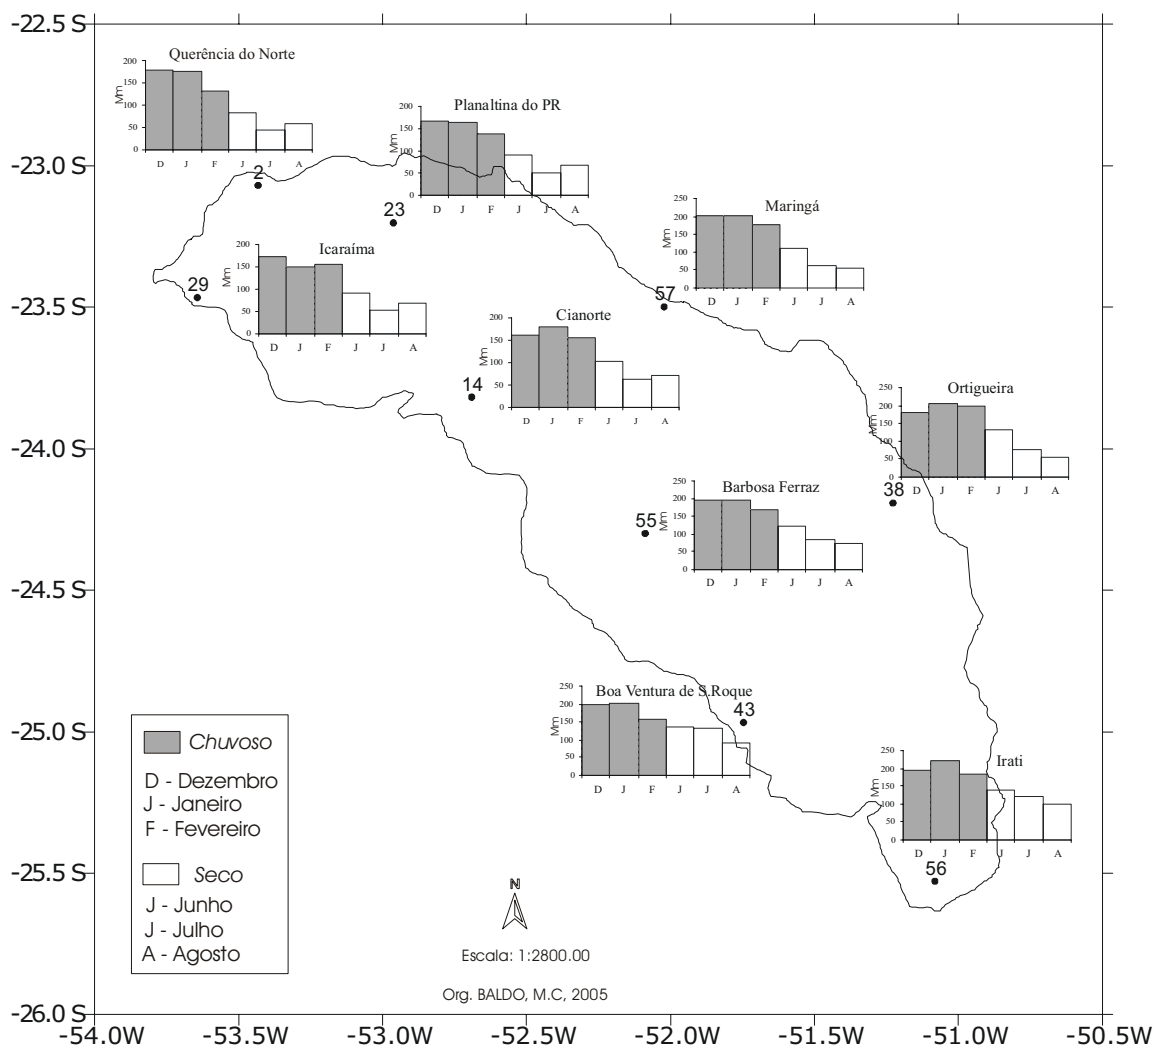 -22.5 S
-23.0 S
-23.5 S
-24.0 S
-24.5 S
-25.0 S
-25.5 S
-26.0 S
-54.0W
-53.5W
-53.0W
-52.5W
-52.0W
-51.5W
-51.0W
-50.5W
Querência do Norte
Mm
200
150
100
50
0
D J F J J A
2
Planaltina do PR
Mm
200
150
100
50
0
D J F J J A
23
Maringá
Mm
250
200
150
100
50
0
D J F J J A
57
Icaraíma
Mm
200
150
100
50
0
D J F J J A
29
Cianorte
Mm
200
150
100
50
0
D J F J J A
14
Ortigueira
Mm
250
200
150
100
50
0
D J F J J A
38
Barbosa Ferraz
Mm
250
200
150
100
50
0
D J F J J A
55
Boa Ventura de S.Roque
Mm
250
200
150
100
50
0
D J F J J A
43
Irati
Mm
250
200
150
100
50
0
D J F J J A
56
Chuvoso
D - Dezembro
J - Janeiro
F - Fevereiro
Seco
J - Junho
J - Julho
A - Agosto
N
Escala: 1:2800.00
Org. BALDO, M.C, 2005